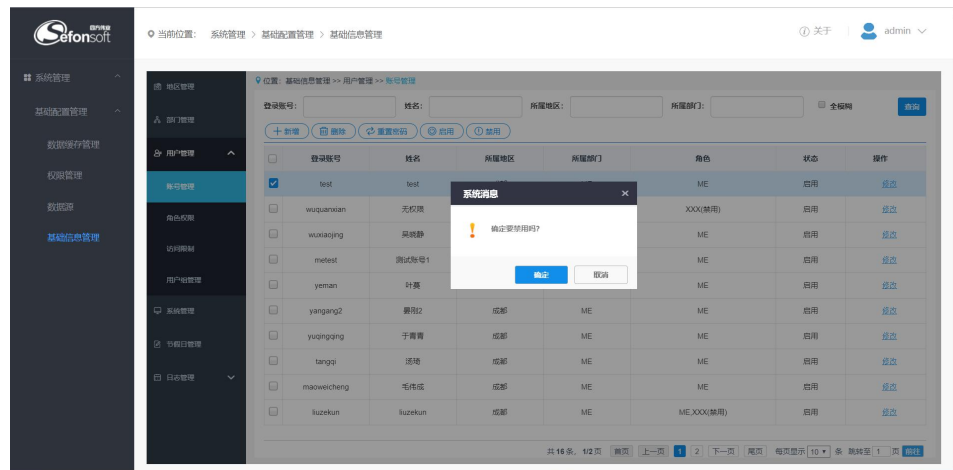 四方伟业
Sefonsoft
当前位置： 系统管理 > 基础配置管理 > 基础信息管理
关于
admin
系统管理
基础配置管理
数据缓存管理
权限管理
数据源
基础信息管理
地区管理
部门管理
用户管理
账号管理
角色权限
访问限制
用户组管理
系统管理
节假日管理
日志管理
位置：基础信息管理 >> 用户管理 >> 账号管理
登录账号： 姓名： 所属地区： 所属部门： 全模糊 查询
新增 删除 重置密码 启用 禁用
登录账号 姓名 所属地区 所属部门 角色 状态 操作
test test ME 启用 修改
wuquanxian 无权限 XXX(禁用) 启用 修改
wuxiaojing 吴晓静 ME 启用 修改
metest 测试账号1 ME 启用 修改
yeman 叶蔓 ME 启用 修改
yangang2 晏刚2 成都 ME ME 启用 修改
yuqingqing 于青青 成都 ME ME 启用 修改
tangqi 汤琦 成都 ME ME 启用 修改
maoweicheng 毛伟成 成都 ME ME 启用 修改
liuzekun liuzekun 成都 ME ME,XXX(禁用) 启用 修改
系统消息 ×
确定要禁用吗?
确定 取消
共 16 条, 1/2 页 首页 上一页 1 2 下一页 尾页 每页显示 10 条 跳转至 1 页 前往